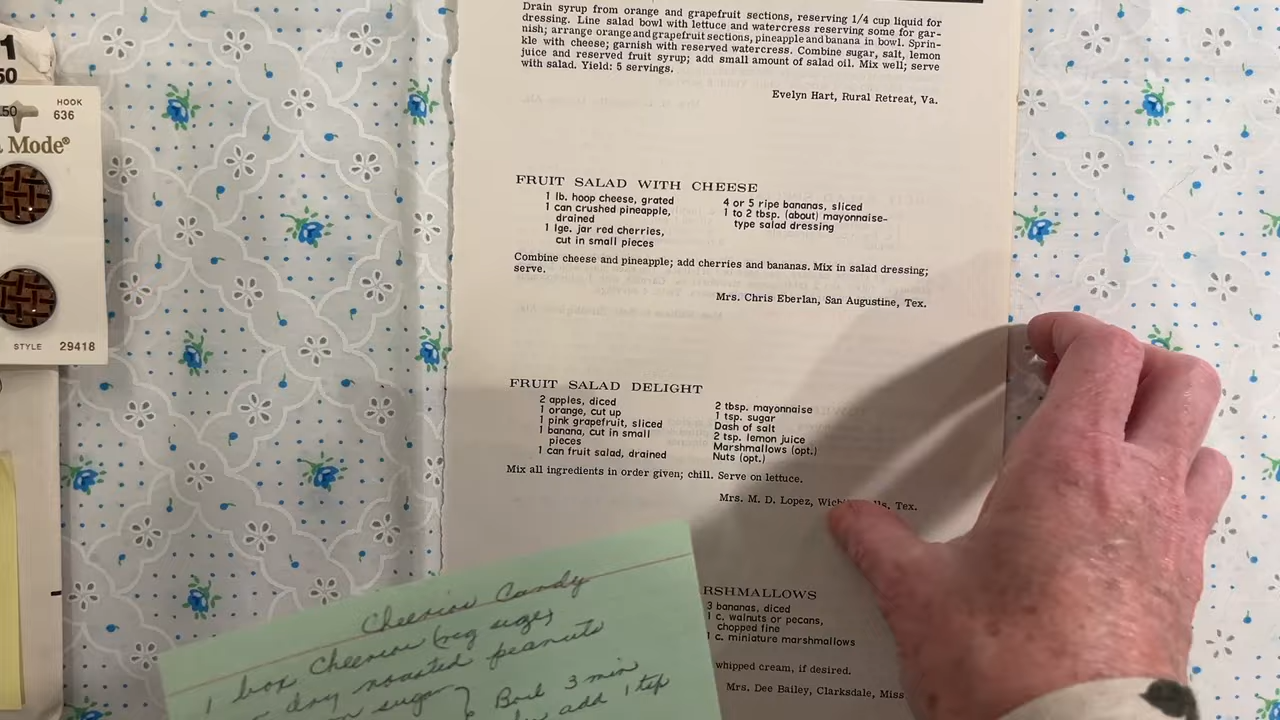 1
50
.50
HOOK
636
Mode®
STYLE 29418
Drain syrup from orange and grapefruit sections, reserving 1/4 cup liquid for
dressing. Line salad bowl with lettuce and watercress reserving some for gar-
nish; arrange orange and grapefruit sections, pineapple and banana in bowl. Sprin-
kle with cheese; garnish with reserved watercress. Combine sugar, salt, lemon
juice and reserved fruit syrup; add small amount of salad oil. Mix well; serve
with salad. Yield: 5 servings.
Evelyn Hart, Rural Retreat, Va.
FRUIT SALAD WITH CHEESE
1 lb. hoop cheese, grated
1 can crushed pineapple,
drained
1 lge. jar red cherries,
cut in small pieces
4 or 5 ripe bananas, sliced
1 to 2 tbsp. (about) mayonnaise-
type salad dressing
Combine cheese and pineapple; add cherries and bananas. Mix in salad dressing;
serve.
Mrs. Chris Eberlan, San Augustine, Tex.
FRUIT SALAD DELIGHT
2 apples, diced
1 orange, cut up
1 pink grapefruit, sliced
1 banana, cut in small
pieces
1 can fruit salad, drained
2 tbsp. mayonnaise
1 tsp. sugar
Dash of salt
2 tsp. lemon juice
Marshmallows (opt.)
Nuts (opt.)
Mix all ingredients in order given; chill. Serve on lettuce.
Mrs. M. D. Lopez, Tex.
RSHMALLOWS
3 bananas, diced
1 c. walnuts or pecans,
chopped fine
1 c. miniature marshmallows
whipped cream, if desired.
Mrs. Dee Bailey, Clarksdale, Miss
Cheerios Candy
1 box Cheerios (reg size)
dry roasted peanuts
sugar
Boil 3 min
add 1 tsp